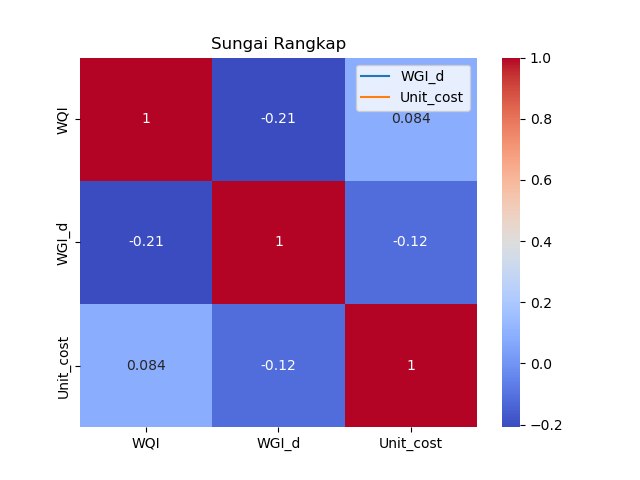 Sungai Rangkap
WGI_d
Unit_cost
WQI
1
-0.21
0.084
WGI_d
-0.21
1
-0.12
Unit_cost
0.084
-0.12
1
WQI
WGI_d
Unit_cost
1.0
0.8
0.6
0.4
0.2
0.0
−0.2